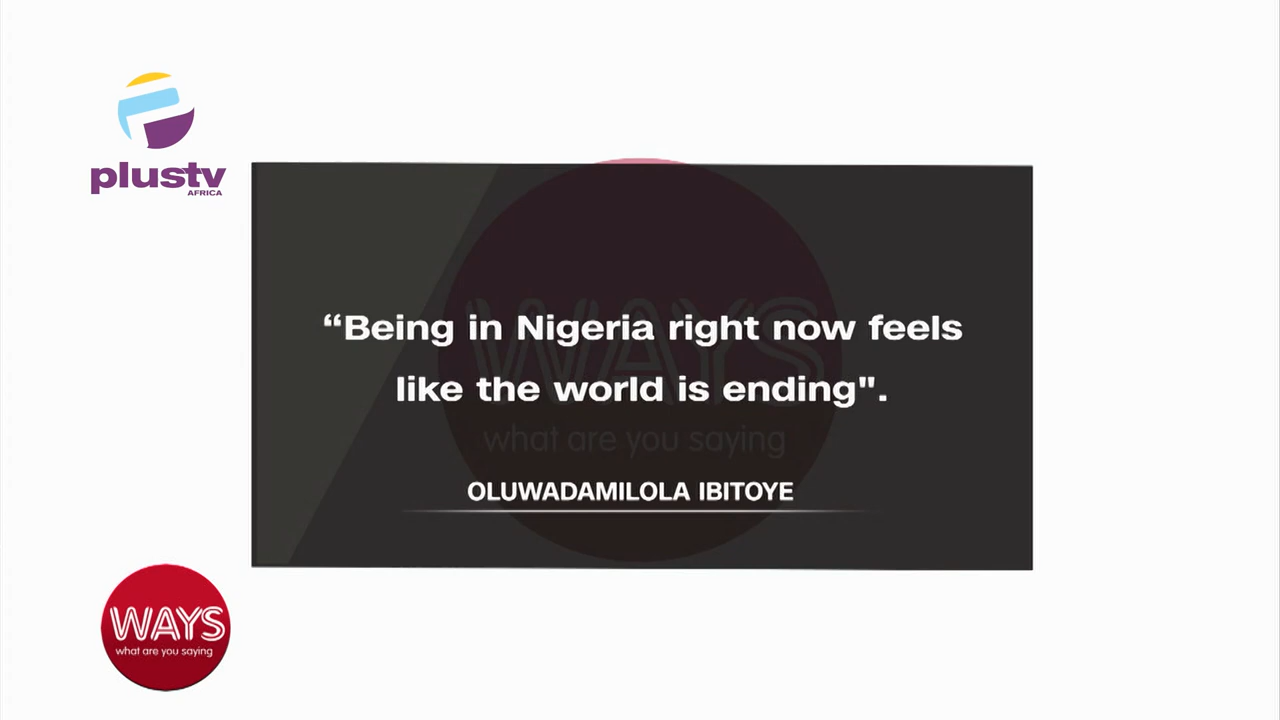 plustv
AFRICA
“Being in Nigeria right now feels
like the world is ending".
WAYS
what are you saying
OLUWADAMILOLA IBITOYE
WAYS
what are you saying